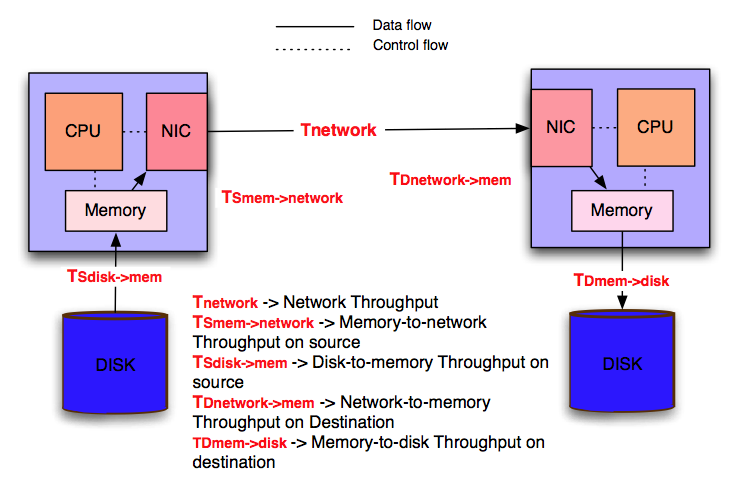 Data flow
Control flow
CPU
NIC
Tnetwork
NIC
CPU
TDnetwork->mem
TSmem->network
Memory
Memory
TSdisk->mem
TDmem->disk
Tnetwork -> Network Throughput
TSmem->network -> Memory-to-network
Throughput on source
TSdisk->mem -> Disk-to-memory Throughput on
source
TDnetwork->mem -> Network-to-memory
Throughput on Destination
TDmem->disk -> Memory-to-disk Throughput on
destination
DISK
DISK